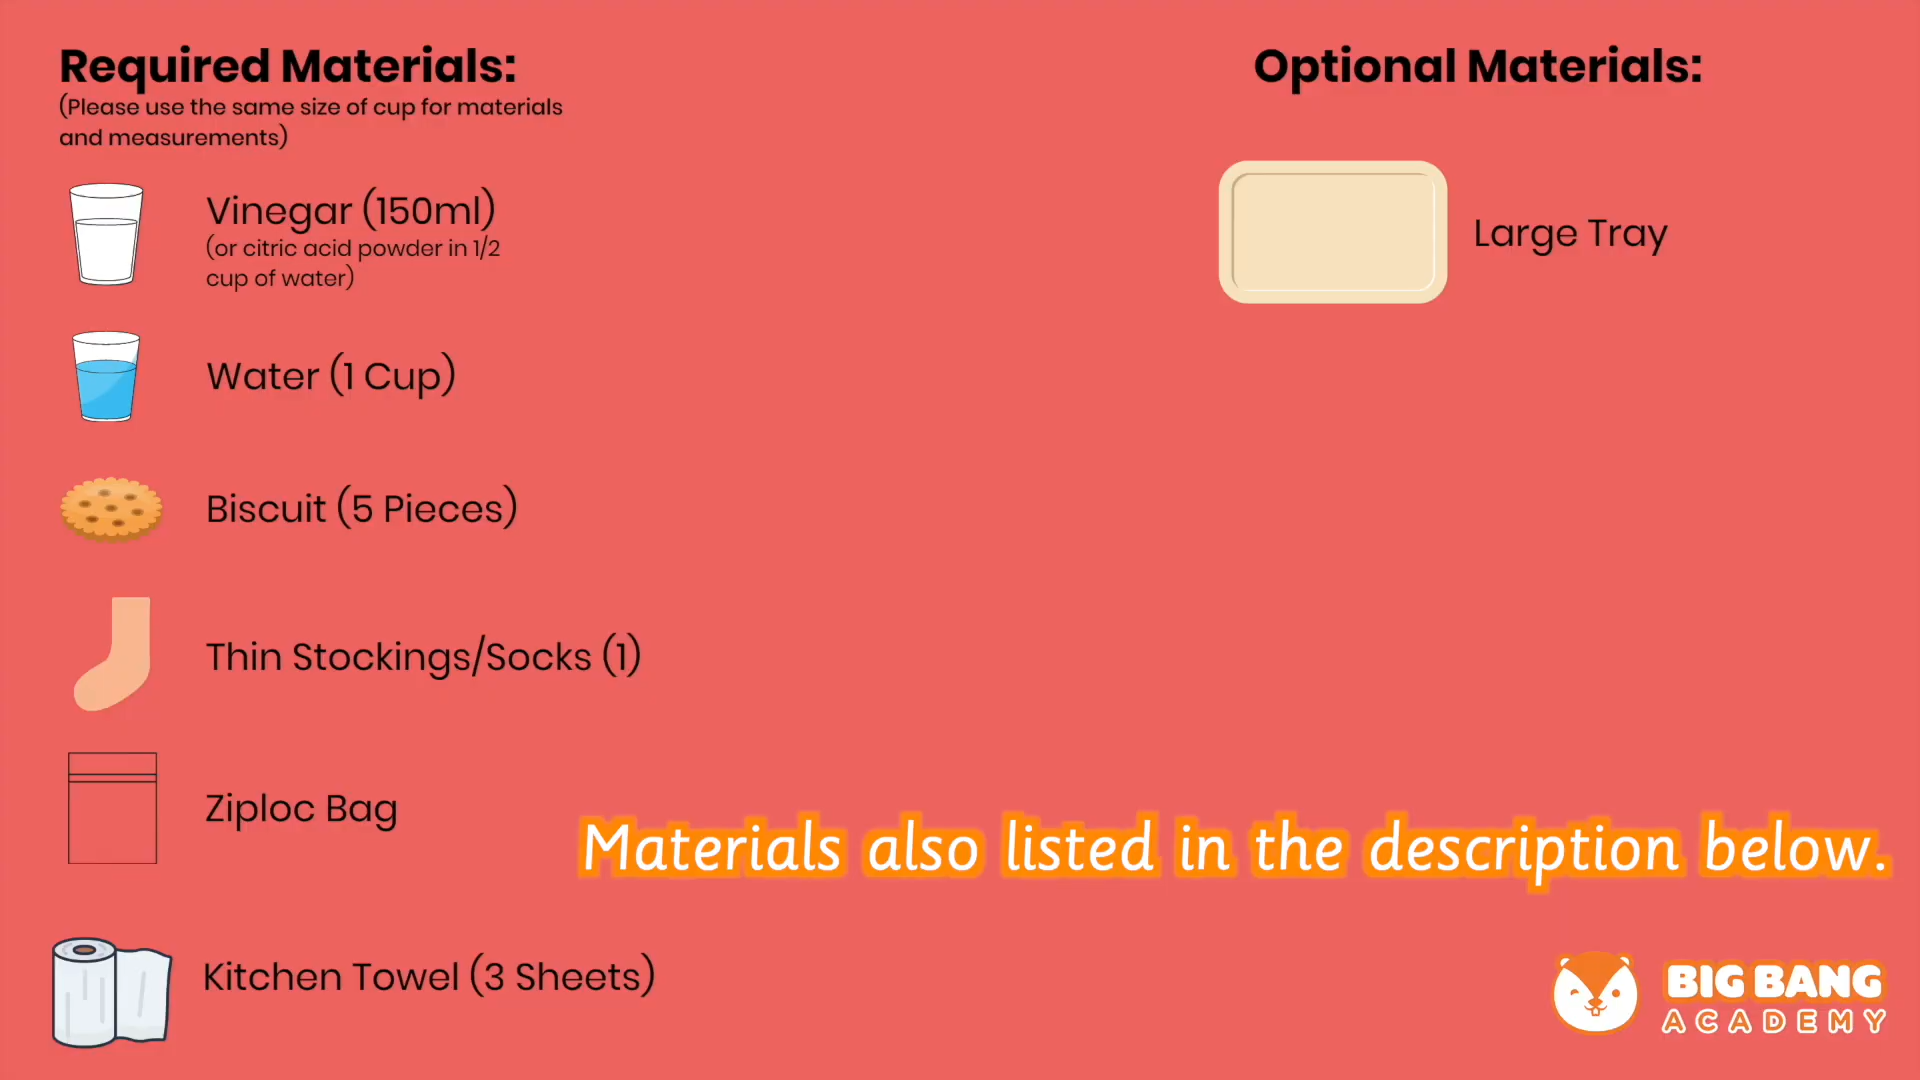 Required Materials:
(Please use the same size of cup for materials
and measurements)
Vinegar (150ml)
(or citric acid powder in 1/2
cup of water)
Water (1 Cup)
Biscuit (5 Pieces)
Thin Stockings/Socks (1)
Ziploc Bag
Kitchen Towel (3 Sheets)
Optional Materials:
Large Tray
Materials also listed in the description below.
BIG BANG
ACADEMY